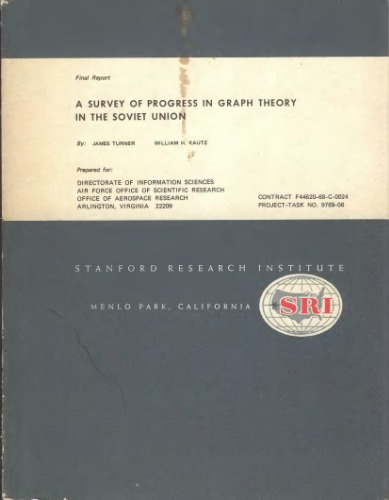 Final Report
A SURVEY OF PROGRESS IN GRAPH THEORY
IN THE SOVIET UNION
By: JAMES TURNER WILLIAM H. KAUTZ
Prepared for:
DIRECTORATE OF INFORMATION SCIENCES
AIR FORCE OFFICE OF SCIENTIFIC RESEARCH
OFFICE OF AEROSPACE RESEARCH
ARLINGTON, VIRGINIA 22209
CONTRACT F44620-68-C-0024
PROJECT-TASK NO. 9769-06
STANFORD RESEARCH INSTITUTE
MENLO PARK, CALIFORNIA
SRI